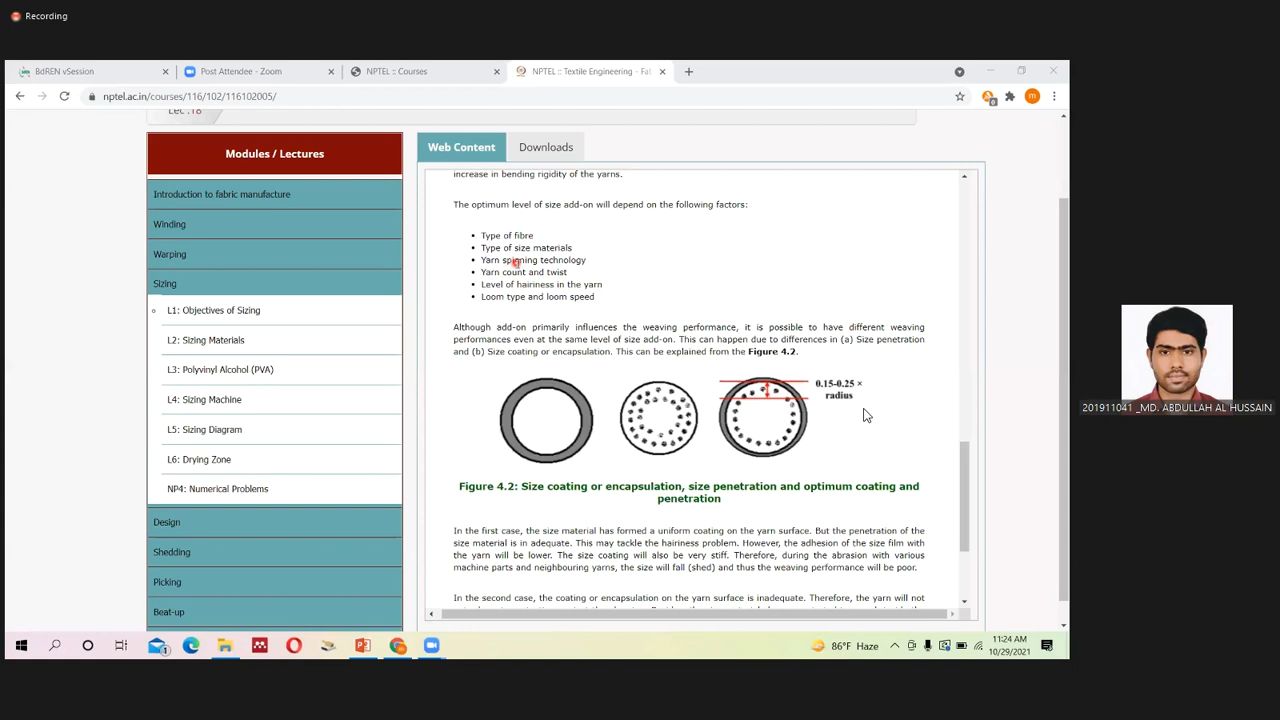 Recording
BdREN vSession
Post Attendee - Zoom
NPTEL :: Courses
NPTEL :: Textile Engineering - Fal
nptel.ac.in/courses/116/102/116102005/
m
Lec :18
Modules / Lectures
Introduction to fabric manufacture
Winding
Warping
Sizing
L1: Objectives of Sizing
L2: Sizing Materials
L3: Polyvinyl Alcohol (PVA)
L4: Sizing Machine
L5: Sizing Diagram
L6: Drying Zone
NP4: Numerical Problems
Design
Shedding
Picking
Beat-up
Web Content
Downloads
increase in bending rigidity of the yarns.
The optimum level of size add-on will depend on the following factors:
Type of fibre
Type of size materials
Yarn spinning technology
Yarn count and twist
Level of hairiness in the yarn
Loom type and loom speed
Although add-on primarily influences the weaving performance, it is possible to have different weaving
performances even at the same level of size add-on. This can happen due to differences in (a) Size penetration
and (b) Size coating or encapsulation. This can be explained from the Figure 4.2.
0.15-0.25 ×
radius
Figure 4.2: Size coating or encapsulation, size penetration and optimum coating and
penetration
In the first case, the size material has formed a uniform coating on the yarn surface. But the penetration of the
size material is in adequate. This may tackle the hairiness problem. However, the adhesion of the size film with
the yarn will be lower. The size coating will also be very stiff. Therefore, during the abrasion with various
machine parts and neighbouring yarns, the size will fall (shed) and thus the weaving performance will be poor.
In the second case, the coating or encapsulation on the yarn surface is inadequate. Therefore, the yarn will not
201911041 _MD. ABDULLAH AL HUSSAIN
86°F Haze
11:24 AM
10/29/2021